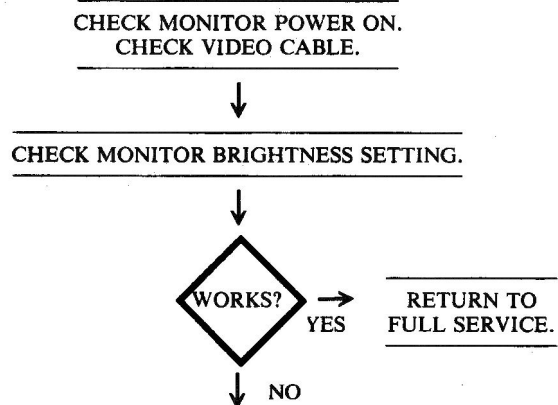 CHECK MONITOR POWER ON.
CHECK VIDEO CABLE.
CHECK MONITOR BRIGHTNESS SETTING.
WORKS?
YES
RETURN TO
FULL SERVICE.
NO